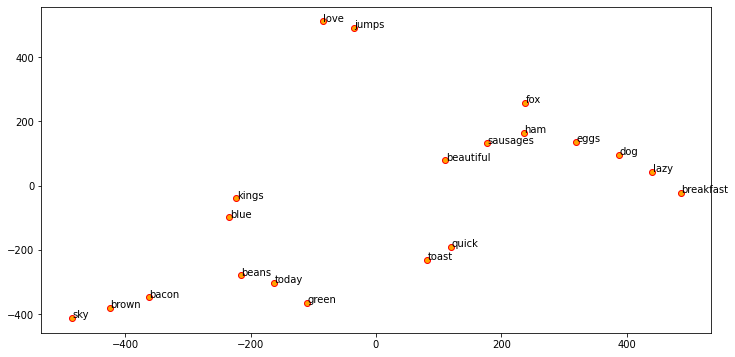 love
jumps
400
fox
200
ham
sausages
eggs
dog
beautiful
lazy
0
breakfast
kings
blue
quick
−200
toast
beans
today
bacon
green
brown
−400
sky
−400
−200
0
200
400